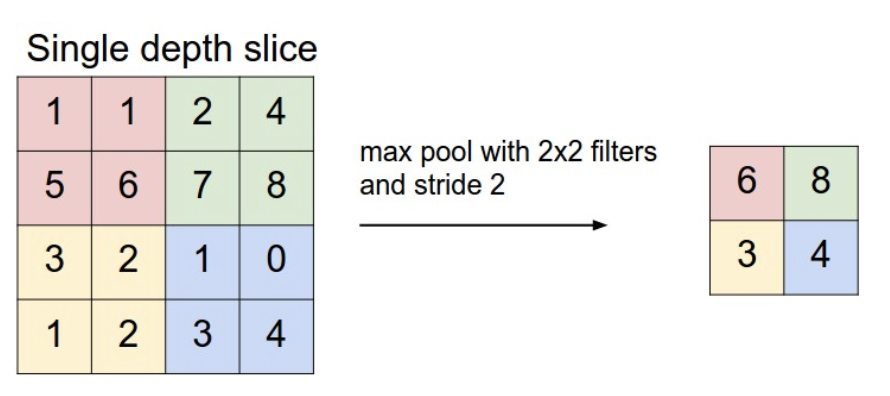 Single depth slice
1 1 2 4
5 6 7 8
3 2 1 0
1 2 3 4
max pool with 2x2 filters
and stride 2
6 8
3 4